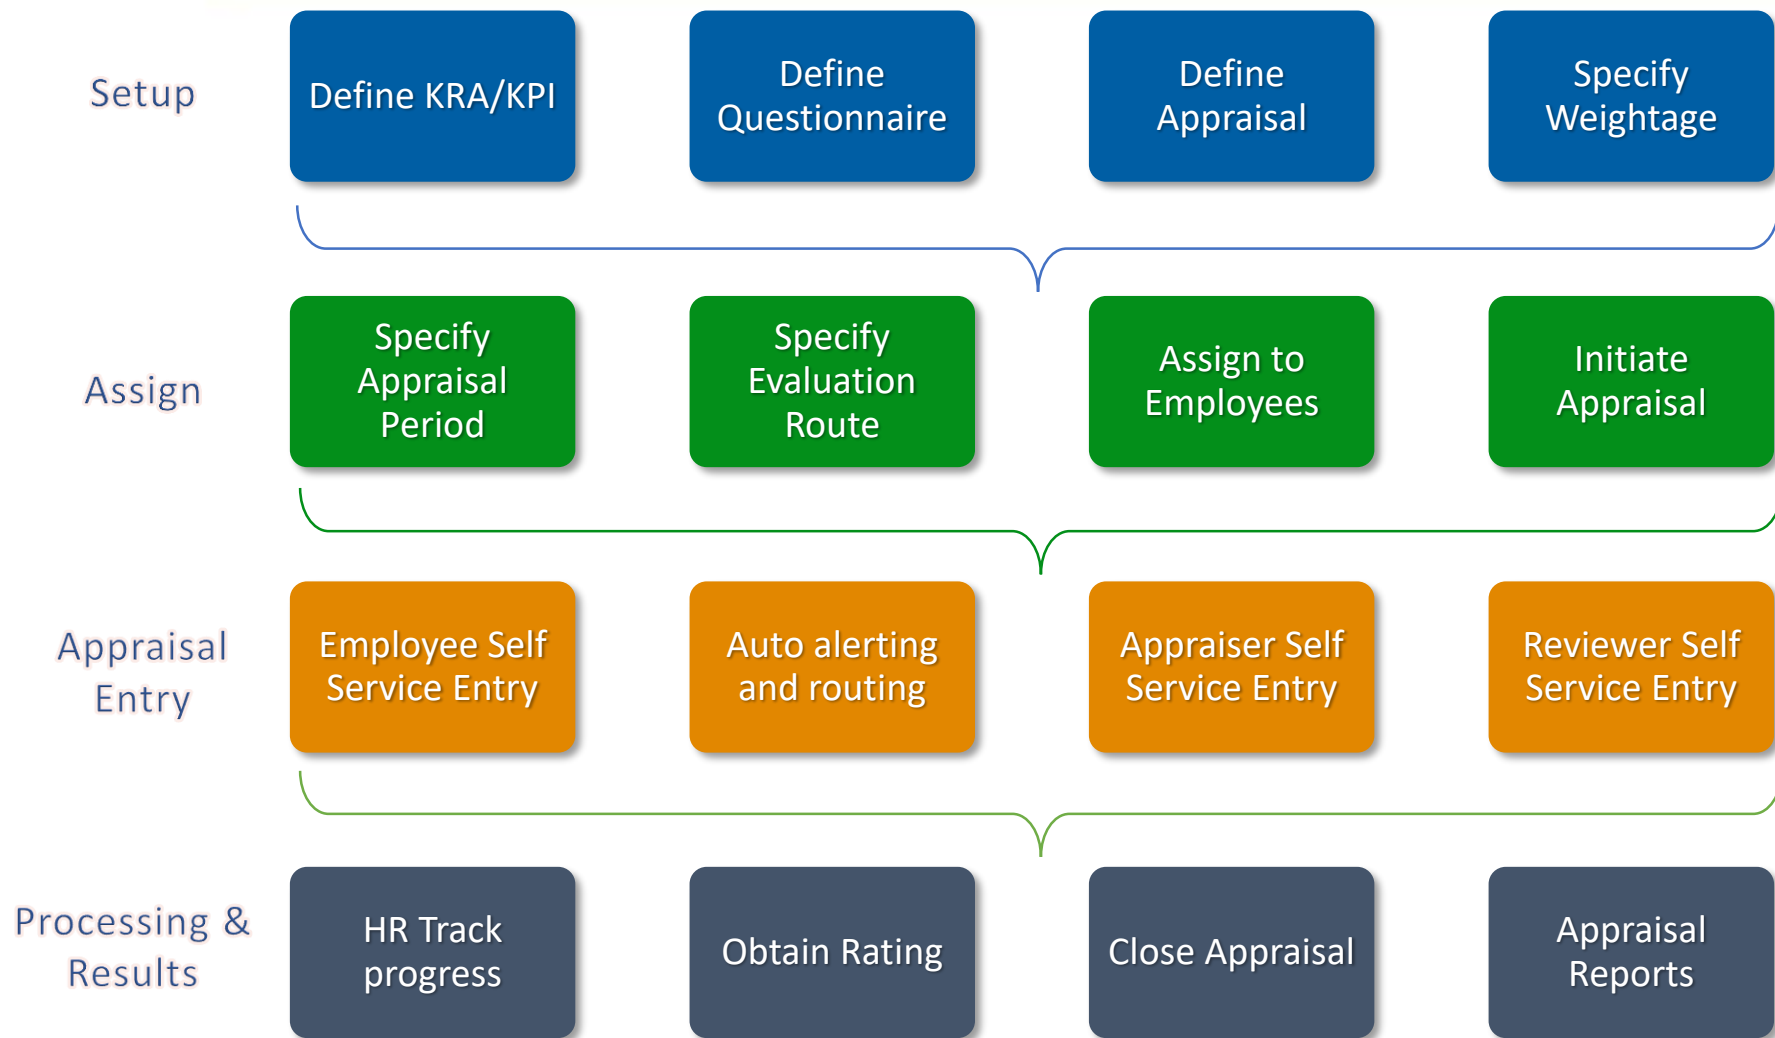 Setup
Define KRA/KPI
Define
Questionnaire
Define
Appraisal
Specify
Weightage
Assign
Specify
Appraisal
Period
Specify
Evaluation
Route
Assign to
Employees
Initiate
Appraisal
Appraisal
Entry
Employee Self
Service Entry
Auto alerting
and routing
Appraiser Self
Service Entry
Reviewer Self
Service Entry
Processing &
Results
HR Track
progress
Obtain Rating
Close Appraisal
Appraisal
Reports